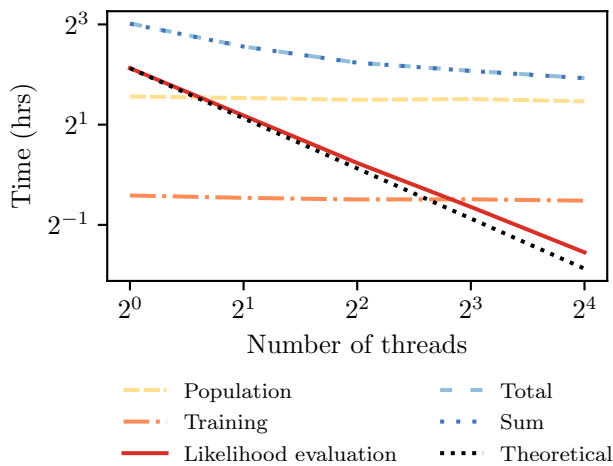 2^3
2^1
2^-1
Time (hrs)
2^0 2^1 2^2 2^3 2^4
Number of threads
Population
Training
Likelihood evaluation
Total
Sum
Theoretical